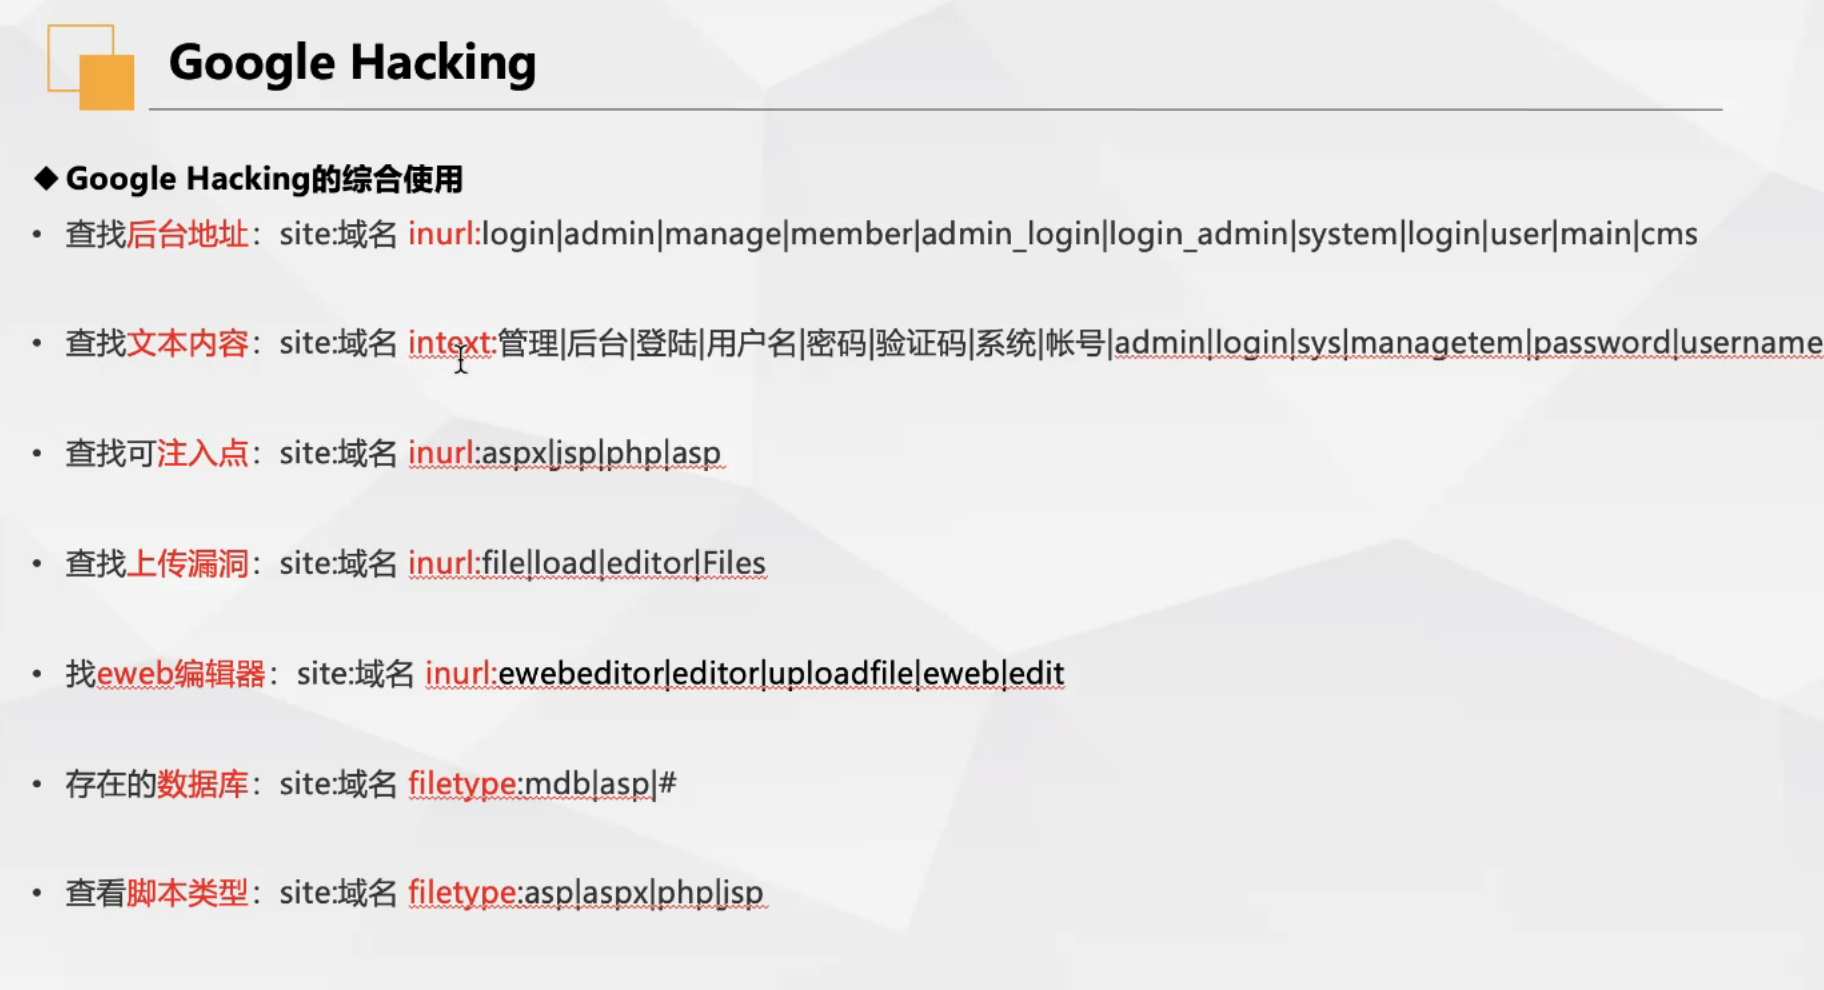 Google Hacking
◆Google Hacking的综合使用
• 查找后台地址：site:域名 inurl:login|admin|manage|member|admin_login|login_admin|system|login|user|main|cms
• 查找文本内容：site:域名 intext:管理|后台|登陆|用户名|密码|验证码|系统|帐号|admin|login|sys|managetem|password|username
• 查找可注入点：site:域名 inurl:aspx|jsp|php|asp
• 查找上传漏洞：site:域名 inurl:file|load|editor|Files
• 找eweb编辑器：site:域名 inurl:ewebeditor|editor|uploadfile|eweb|edit
• 存在的数据库：site:域名 filetype:mdb|asp|#
• 查看脚本类型：site:域名 filetype:asp|aspx|php|jsp